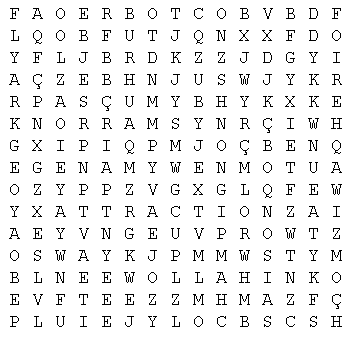 F A O E R B O T C O B V B D F
L Q O B F U T J Q N X X F D O
Y F L J B R D K Z Z J D G Y I
A Ç Z E B H N J U S W J Y K R
R P A S Ç U M Y B H Y K X K E
K N O R R A M S Y N R Ç I W H
G X I P I Q P M J O Ç B E N Q
E G E N A M Y W E N M O T U A
O Z Y P P Z V G X G L Q F E W
Y X A T T R A C T I O N Z A I
A E Y V N G E U V P R O W T Z
O S W A Y K J P M M W S T Y M
B L N E E W O L L A H I N K O
E V F T E E Z Z M H M A Z F Ç
P L U I E J Y L O C B S C S H